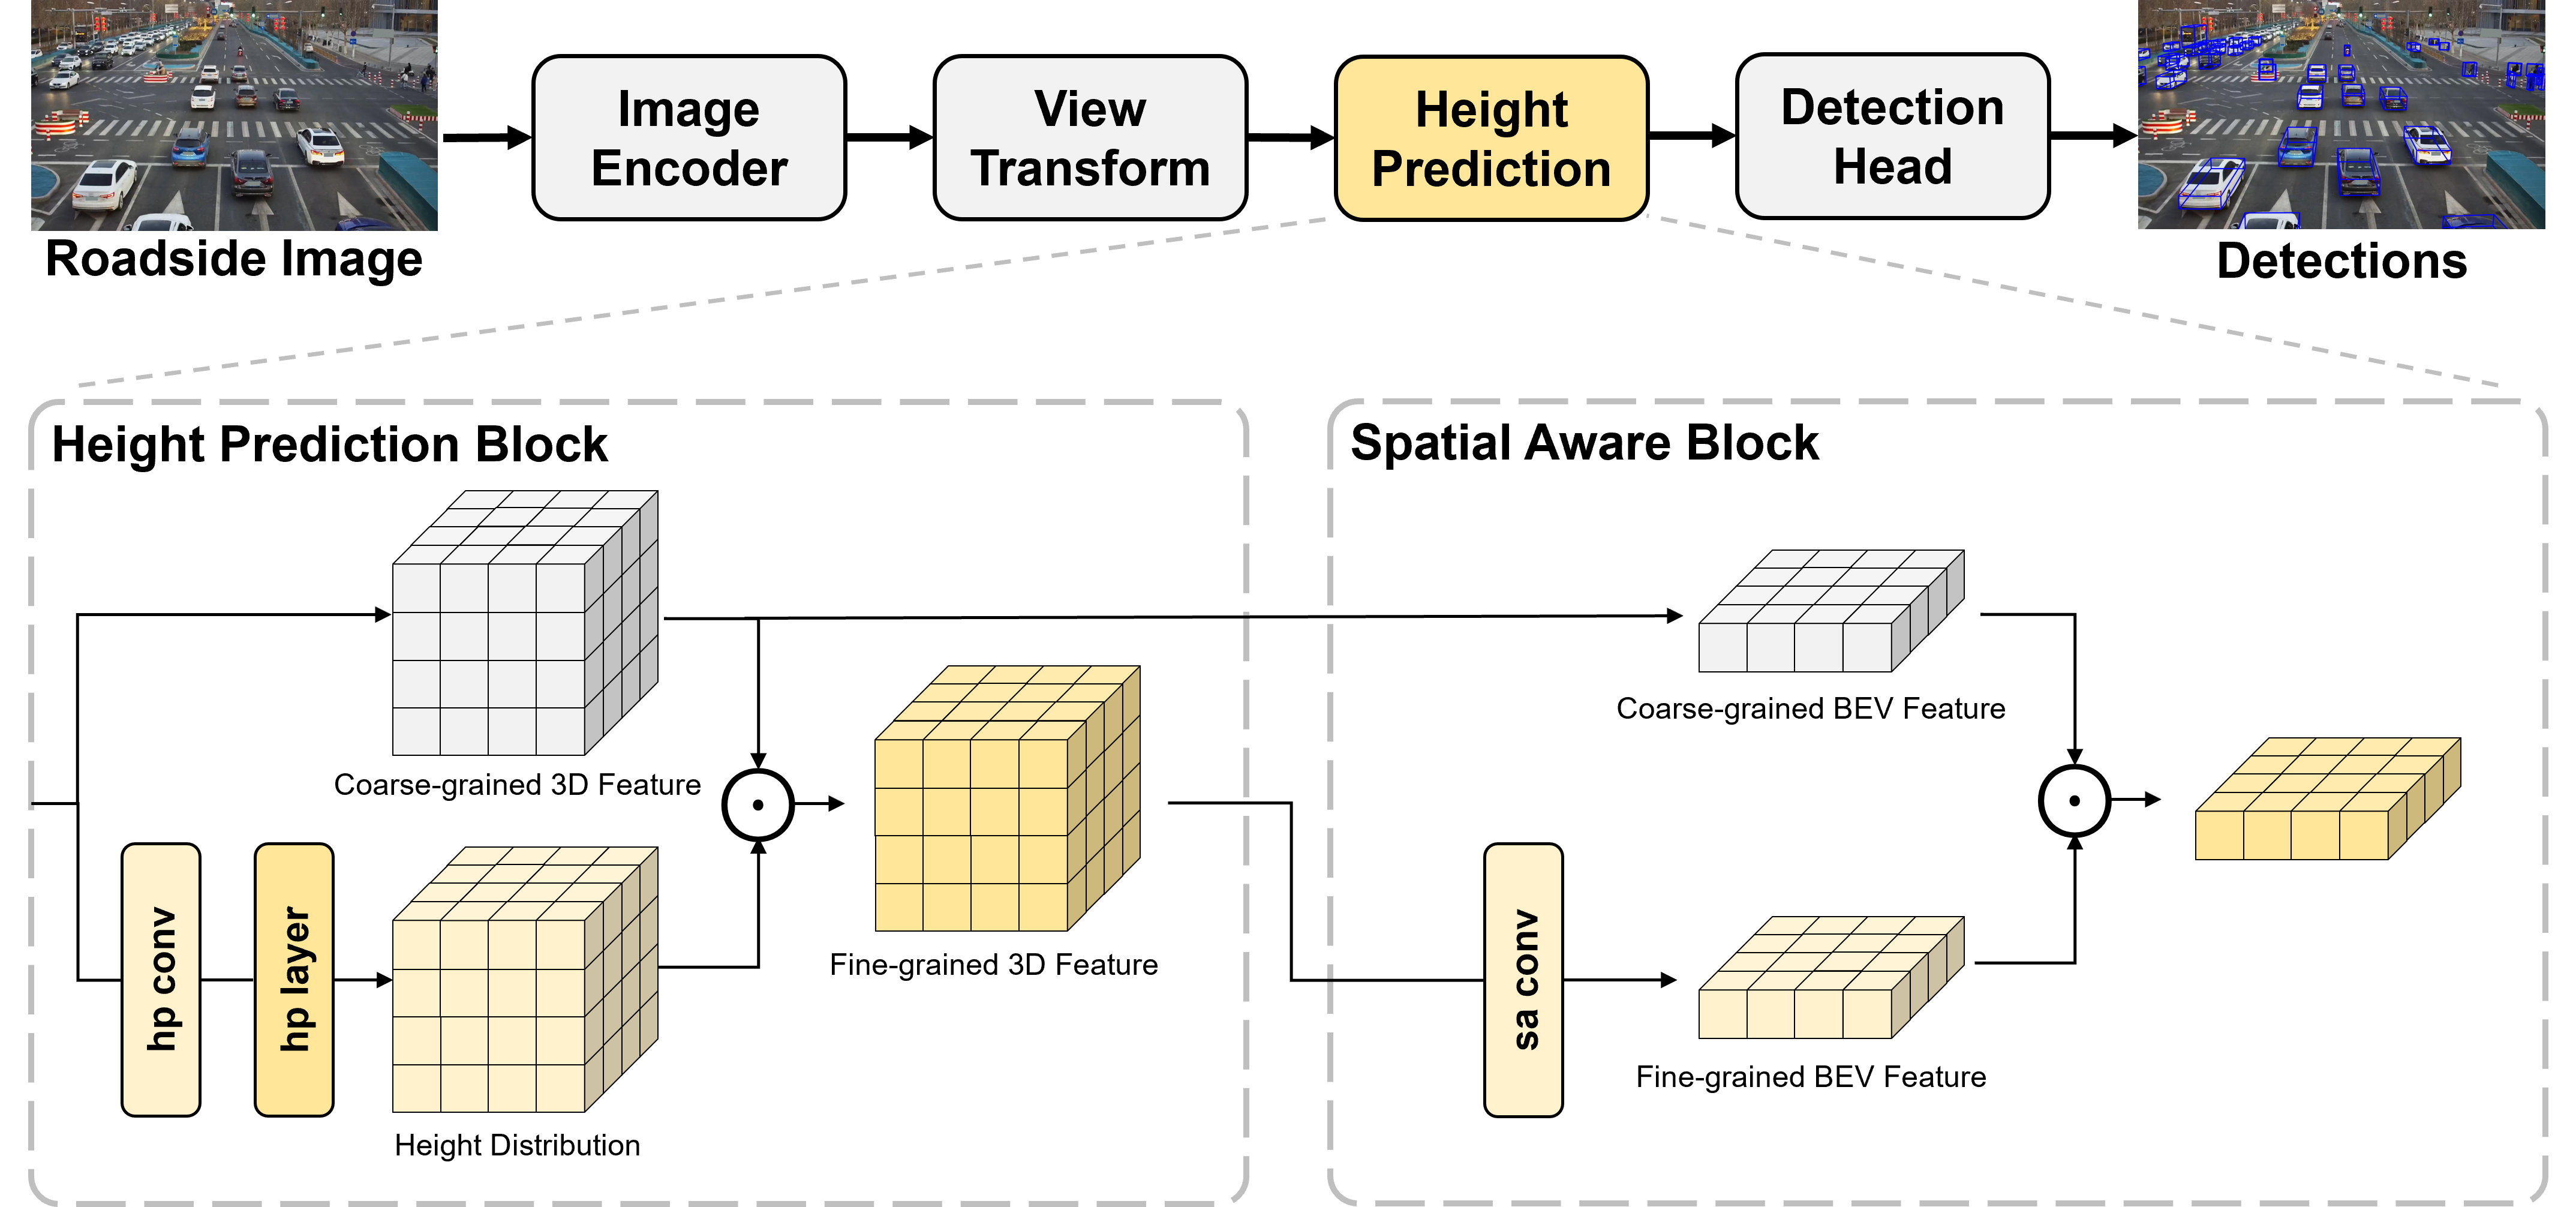 Image
Encoder
View
Transform
Height
Prediction
Detection
Head
Roadside Image
Detections
Height Prediction Block
Spatial Aware Block
Coarse-grained 3D Feature
Coarse-grained BEV Feature
hp conv
hp layer
Fine-grained 3D Feature
sa conv
Height Distribution
Fine-grained BEV Feature